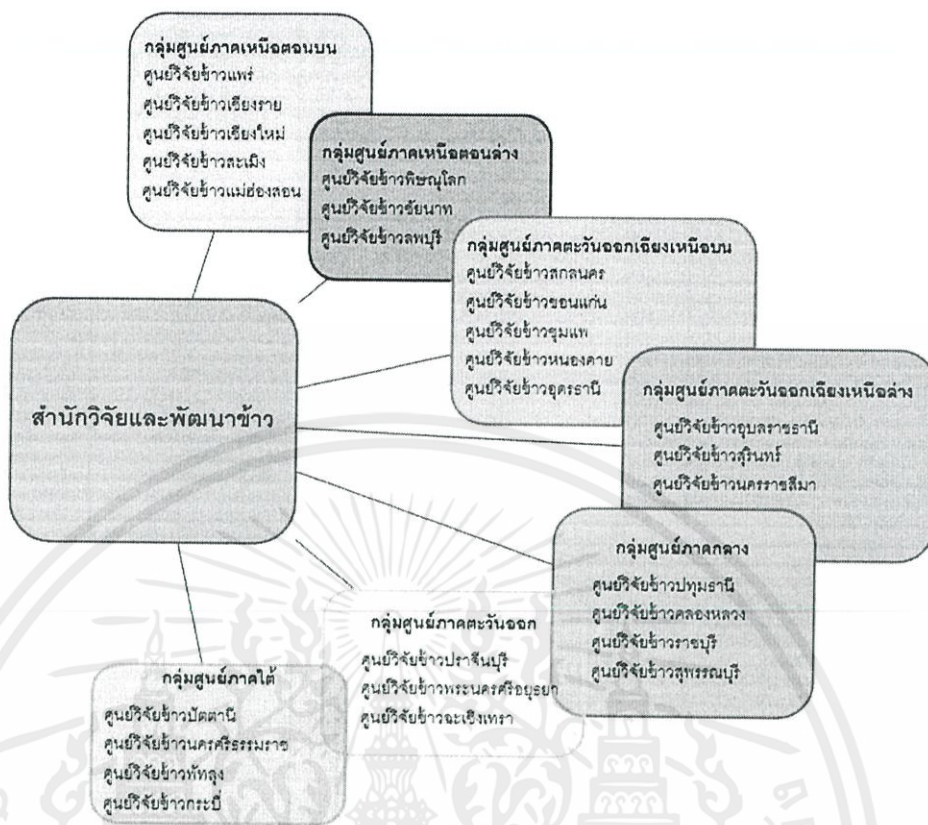 กลุ่มศูนย์ภาคเหนือตอนบน
ศูนย์วิจัยข้าวแพร่
ศูนย์วิจัยข้าวเชียงราย
ศูนย์วิจัยข้าวเชียงใหม่
ศูนย์วิจัยข้าวสะเมิง
ศูนย์วิจัยข้าวแม่ฮ่องสอน
กลุ่มศูนย์ภาคเหนือตอนล่าง
ศูนย์วิจัยข้าวพิษณุโลก
ศูนย์วิจัยข้าวชัยนาท
ศูนย์วิจัยข้าวลพบุรี
กลุ่มศูนย์ภาคตะวันออกเฉียงเหนือบน
ศูนย์วิจัยข้าวสกลนคร
ศูนย์วิจัยข้าวขอนแก่น
ศูนย์วิจัยข้าวชุมแพ
ศูนย์วิจัยข้าวหนองคาย
ศูนย์วิจัยข้าวอุดรธานี
กลุ่มศูนย์ภาคตะวันออกเฉียงเหนือล่าง
ศูนย์วิจัยข้าวอุบลราชธานี
ศูนย์วิจัยข้าวสุรินทร์
ศูนย์วิจัยข้าวนครราชสีมา
สำนักวิจัยและพัฒนาข้าว
กลุ่มศูนย์ภาคกลาง
ศูนย์วิจัยข้าวปทุมธานี
ศูนย์วิจัยข้าวคลองหลวง
ศูนย์วิจัยข้าวราชบุรี
ศูนย์วิจัยข้าวสุพรรณบุรี
กลุ่มศูนย์ภาคตะวันออก
ศูนย์วิจัยข้าวปราจีนบุรี
ศูนย์วิจัยข้าวพระนครศรีอยุธยา
ศูนย์วิจัยข้าวฉะเชิงเทรา
กลุ่มศูนย์ภาคใต้
ศูนย์วิจัยข้าวปัตตานี
ศูนย์วิจัยข้าวนครศรีธรรมราช
ศูนย์วิจัยข้าวพัทลุง
ศูนย์วิจัยข้าวกระบี่